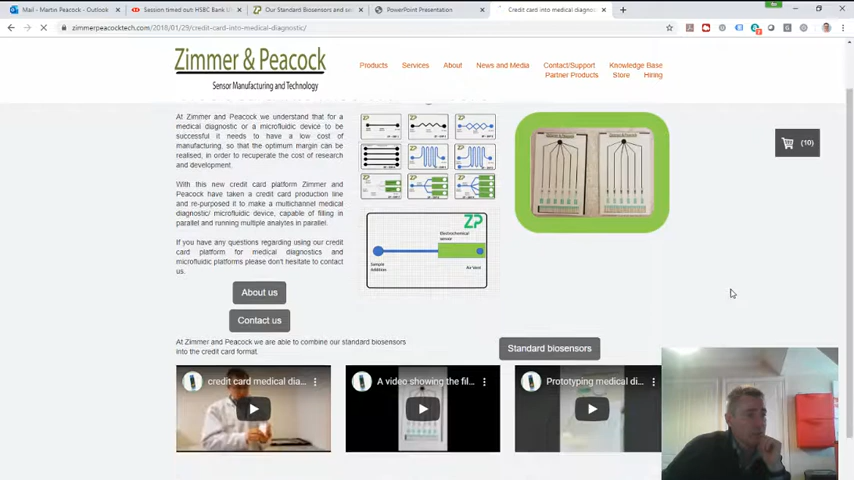 Mail - Martin Peacock - Outlook
Session timed out: HSBC Bank U
Our Standard Biosensors and se
PowerPoint Presentation
Credit card into medical diagnos
zimmerpeacocktech.com/2018/01/29/credit-card-into-medical-diagnostic/
Zimmer & Peacock
Sensor Manufacturing and Technology
Products
Services
About
News and Media
Contact/Support
Knowledge Base
Partner Products
Store
Hiring
(10)
At Zimmer and Peacock we understand that for a
medical diagnostic or a microfluidic device to be
successful it needs to have a low cost of
manufacturing, so that the optimum margin can be
realised, in order to recuperate the cost of research
and development.
With this new credit card platform Zimmer and
Peacock have taken a credit card production line
and re-purposed it to make a multichannel medical
diagnostic/ microfluidic device, capable of filling in
parallel and running multiple analytes in parallel.
If you have any questions regarding using our credit
card platform for medical diagnostics and
microfluidic platforms please don't hesitate to contact
us.
About us
Contact us
ZP
Electrochemical
sensor
Sample
Addition
Air Vent
At Zimmer and Peacock we are able to combine our standard biosensors
into the credit card format.
Standard biosensors
credit card medical dia...
A video showing the fil...
Prototyping medical di...